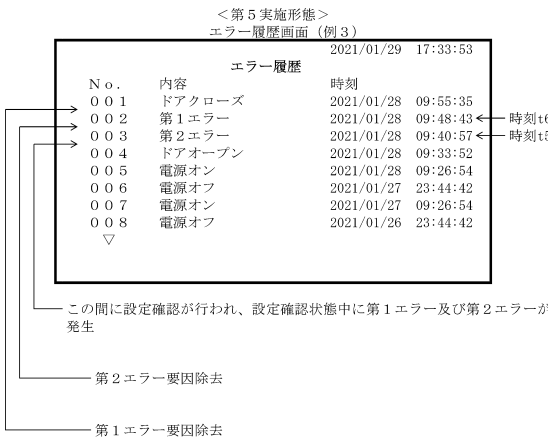 ＜第５実施形態＞
エラー履歴画面（例３）
2021/01/29 17:33:53
エラー履歴
Ｎｏ． 内容 時刻
００１ ドアクローズ 2021/01/28 09:55:35
００２ 第１エラー 2021/01/28 09:48:43 時刻t6
００３ 第２エラー 2021/01/28 09:40:57 時刻t5
００４ ドアオープン 2021/01/28 09:33:52
００５ 電源オン 2021/01/28 09:26:54
００６ 電源オフ 2021/01/27 23:44:42
００７ 電源オン 2021/01/27 09:26:54
００８ 電源オフ 2021/01/26 23:44:42
▽
この間に設定確認が行われ、設定確認状態中に第１エラー及び第２エラーが
発生
第２エラー要因除去
第１エラー要因除去